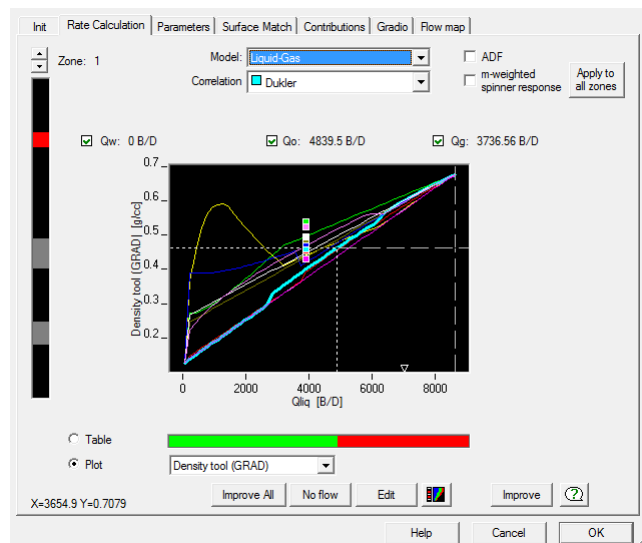 Init Rate Calculation Parameters Surface Match Contributions Gradio Flow map
Zone: 1
Model: Liquid-Gas
ADF
Correlation Dukler
m-weighted spinner response
Apply to all zones
Qw: 0 B/D Qo: 4839.5 B/D Qg: 3736.56 B/D
0.7
0.6
0.5
0.4
0.3
0.2
Density tool (GRAD) [g/cc]
0 2000 4000 6000 8000
Qliq [B/D]
Table
Plot Density tool (GRAD)
Improve All No flow Edit Improve ?
X=3654.9 Y=0.7079
Help Cancel OK